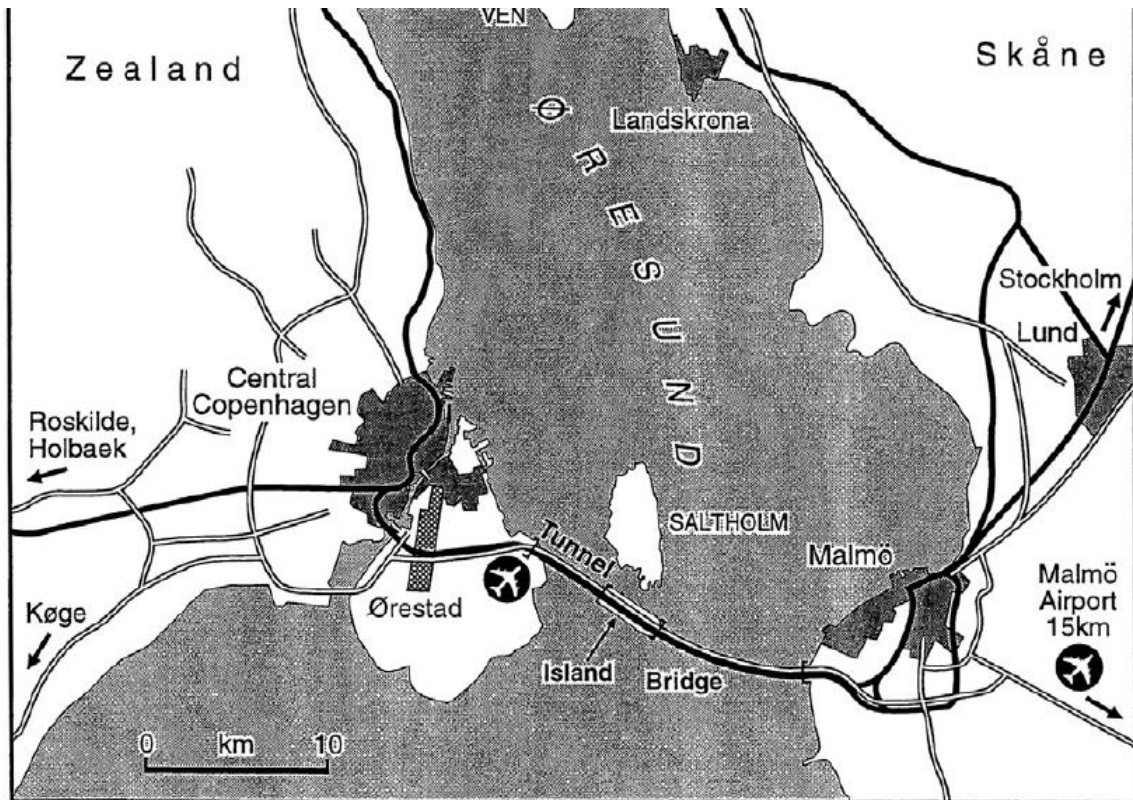 VEN
Zealand
Skåne
Landskrona
ØRESUND
Stockholm
Lund
Central
Copenhagen
Roskilde,
Holbaek
SALTHOLM
Tunnel
Malmö
Malmö
Airport
15km
Køge
Ørestad
Island
Bridge
0 km 10